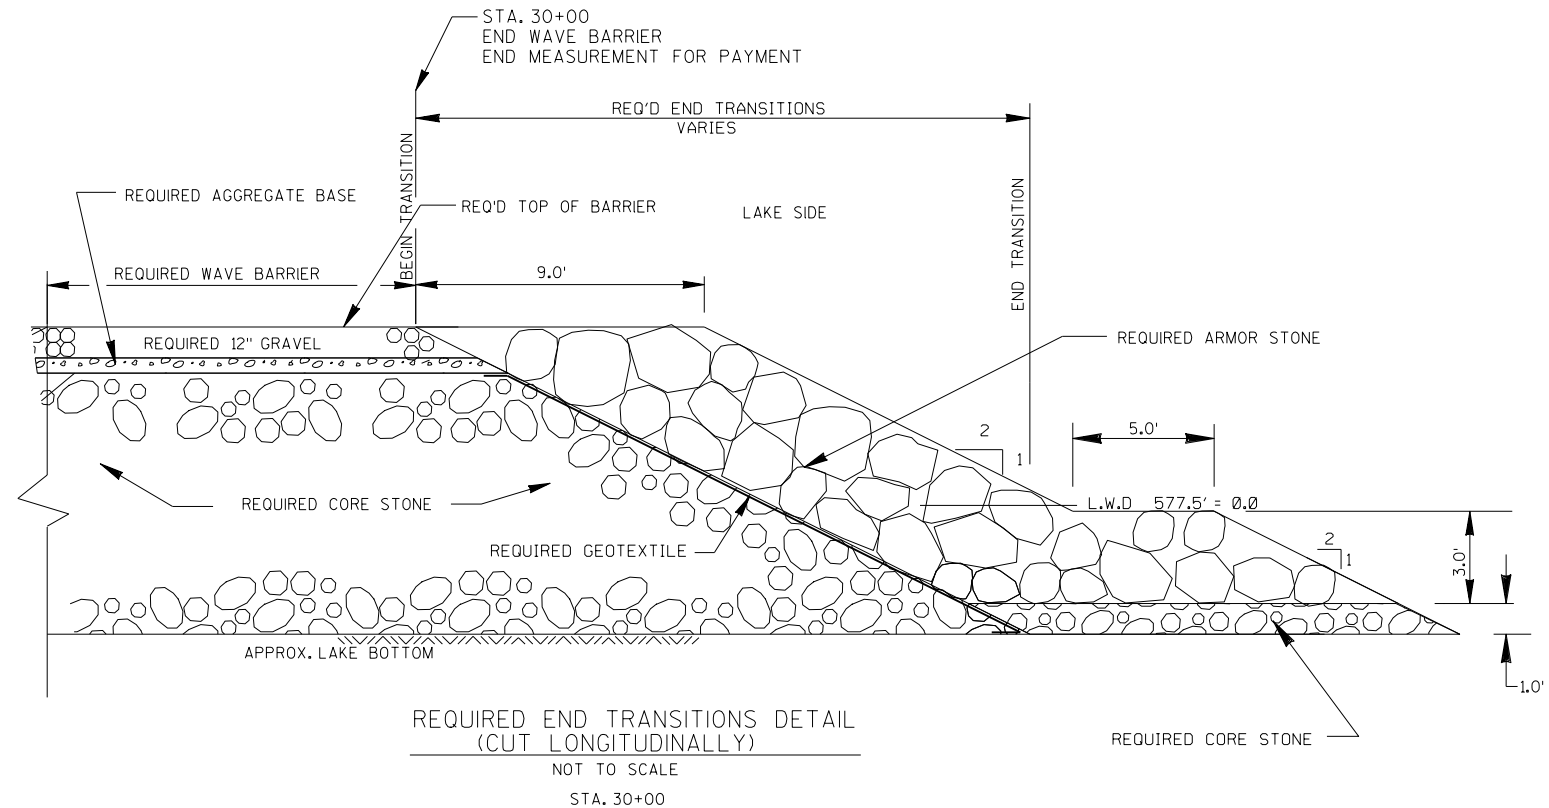 STA. 30+00
END WAVE BARRIER
END MEASUREMENT FOR PAYMENT
REQ'D END TRANSITIONS
VARIES
BEGIN TRANSITION
END TRANSITION
REQUIRED AGGREGATE BASE
REQ'D TOP OF BARRIER
LAKE SIDE
REQUIRED WAVE BARRIER
9.0'
REQUIRED 12" GRAVEL
REQUIRED ARMOR STONE
2
1
5.0'
REQUIRED CORE STONE
L.W.D 577.5' = 0.0
REQUIRED GEOTEXTILE
2
1
3.0'
APPROX. LAKE BOTTOM
1.0'
REQUIRED CORE STONE
REQUIRED END TRANSITIONS DETAIL
(CUT LONGITUDINALLY)
NOT TO SCALE
STA. 30+00